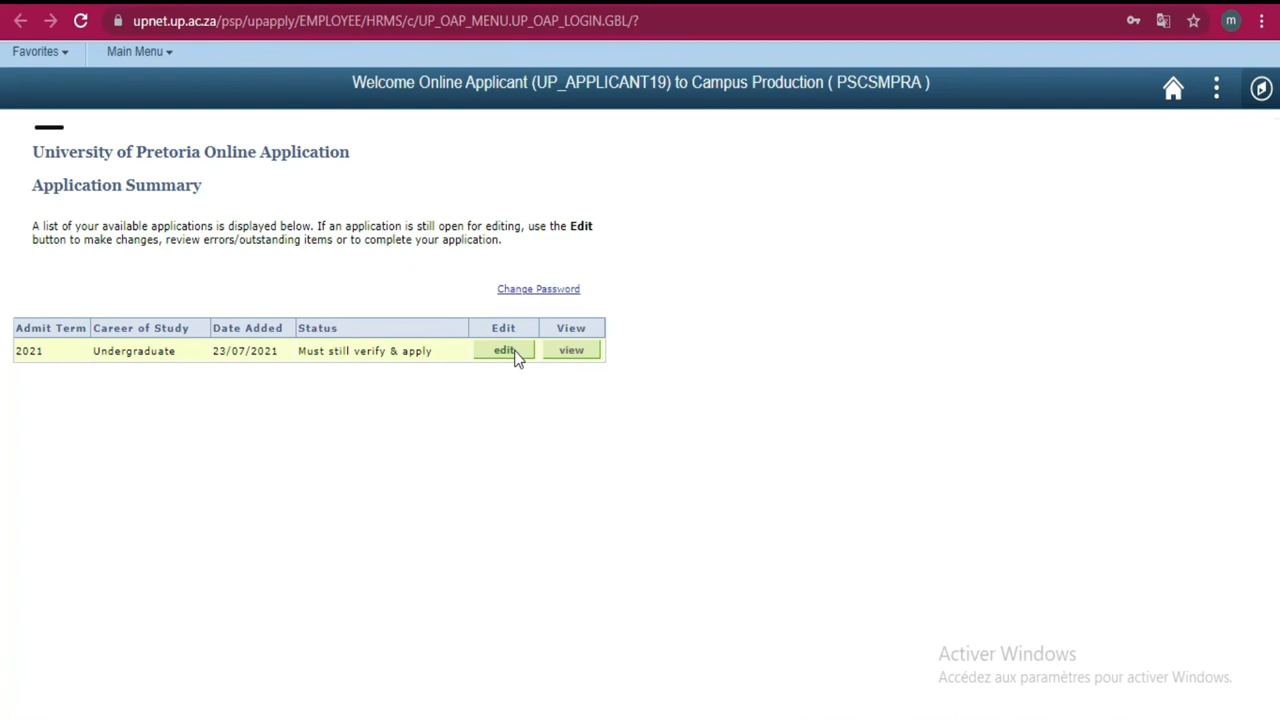 upnet.up.ac.za/psp/upapply/EMPLOYEE/HRMS/c/UP_OAP_MENU.UP_OAP_LOGIN.GBL/?
m
Favorites Main Menu
Welcome Online Applicant (UP_APPLICANT19) to Campus Production ( PSCSMPRA )
University of Pretoria Online Application
Application Summary
A list of your available applications is displayed below. If an application is still open for editing, use the Edit
button to make changes, review errors/outstanding items or to complete your application.
Change Password
Admit Term Career of Study Date Added Status Edit View
2021 Undergraduate 23/07/2021 Must still verify & apply edit view
Activer Windows
Accédez aux paramètres pour activer Windows.